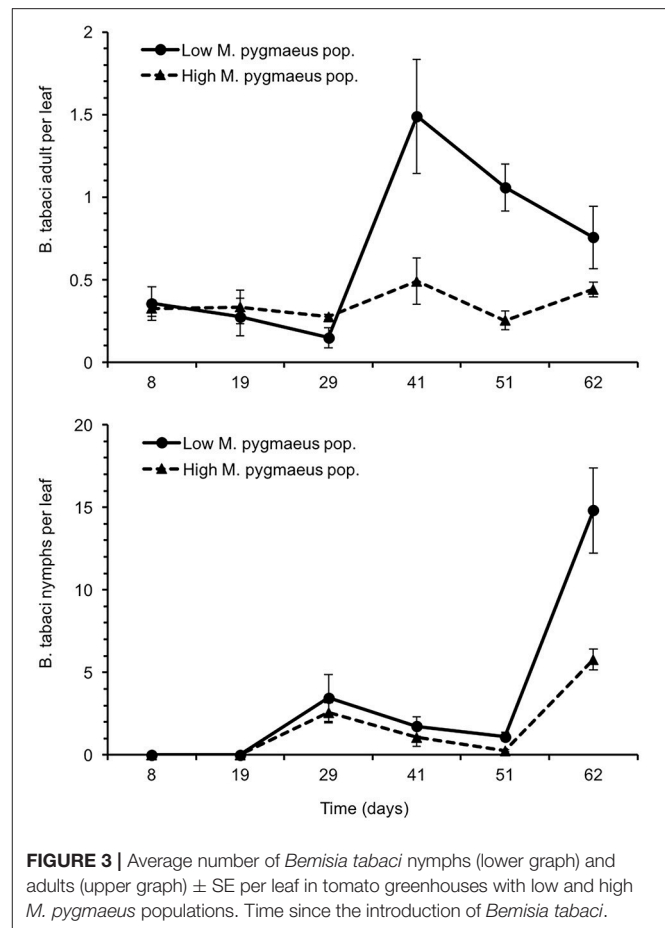 2
1.5
1
0.5
0
B. tabaci adult per leaf
Low M. pygmaeus pop.
High M. pygmaeus pop.
8 19 29 41 51 62
20
15
10
5
0
B. tabaci nymphs per leaf
Low M. pygmaeus pop.
High M. pygmaeus pop.
8 19 29 41 51 62
Time (days)
FIGURE 3 | Average number of Bemisia tabaci nymphs (lower graph) and
adults (upper graph) ± SE per leaf in tomato greenhouses with low and high
M. pygmaeus populations. Time since the introduction of Bemisia tabaci.